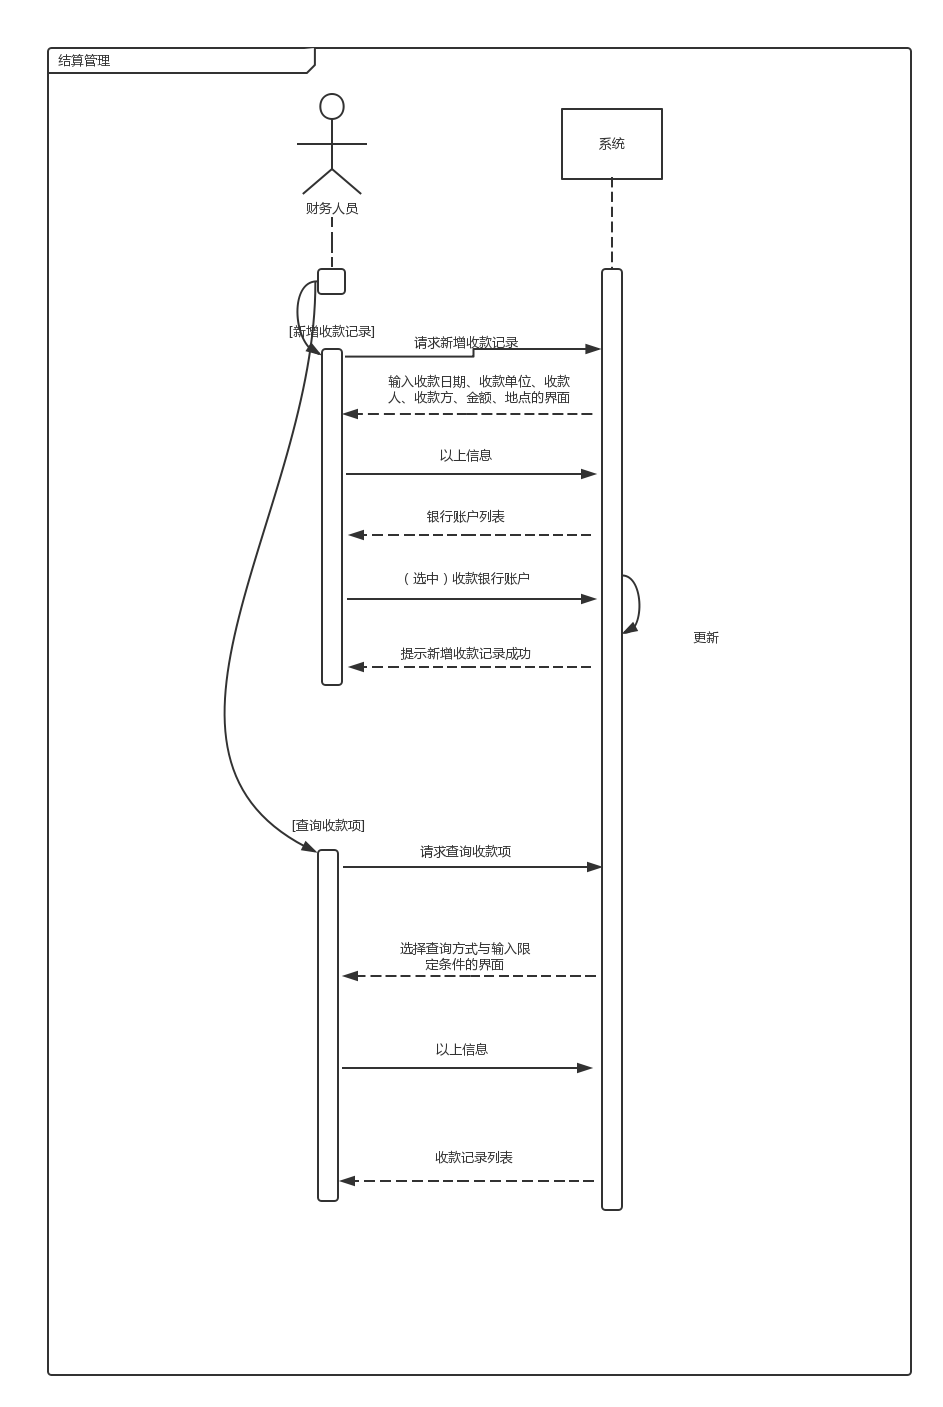 结算管理
系统
财务人员
[新增收款记录]
请求新增收款记录
输入收款日期、收款单位、收款
人、收款方、金额、地点的界面
以上信息
银行账户列表
（选中）收款银行账户
更新
提示新增收款记录成功
[查询收款项]
请求查询收款项
选择查询方式与输入限
定条件的界面
以上信息
收款记录列表